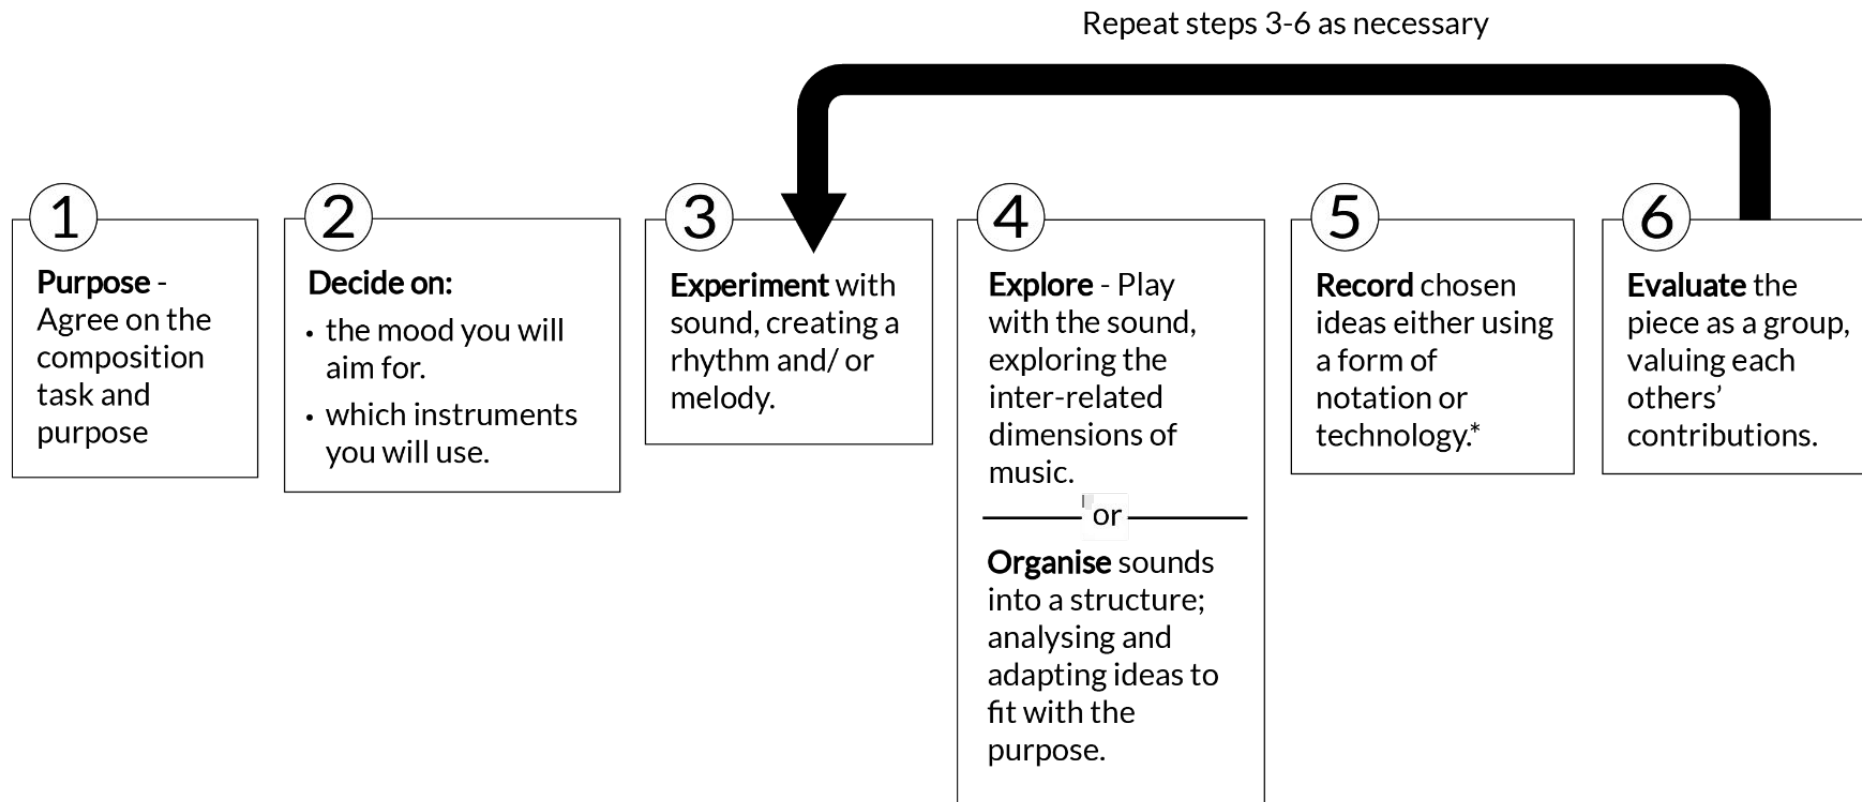 Repeat steps 3-6 as necessary
1
Purpose -
Agree on the
composition
task and
purpose
2
Decide on:
• the mood you will
aim for.
• which instruments
you will use.
3
Experiment with
sound, creating a
rhythm and/ or
melody.
4
Explore - Play
with the sound,
exploring the
inter-related
dimensions of
music.
or
Organise sounds
into a structure;
analysing and
adapting ideas to
fit with the
purpose.
5
Record chosen
ideas either using
a form of
notation or
technology.*
6
Evaluate the
piece as a group,
valuing each
others’
contributions.